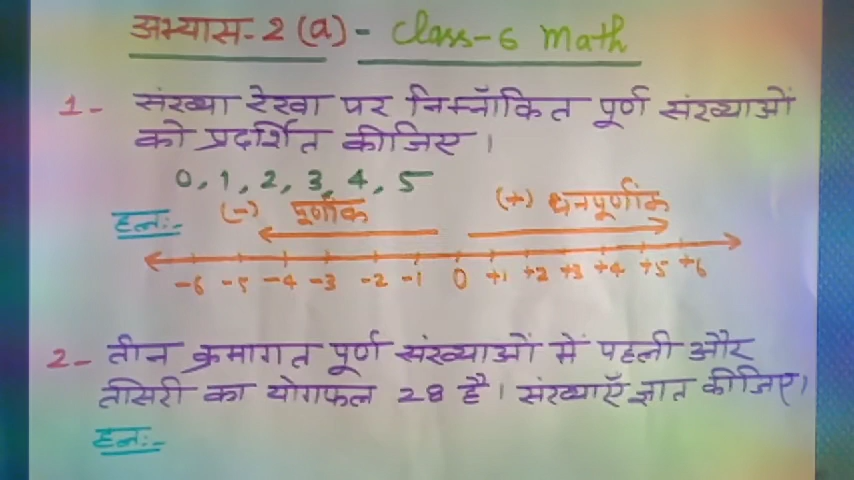 अभ्यास-2 (a) - Class-6 Math
1- संख्या रेखा पर निम्नाँकित पूर्ण संख्याओं
को प्रदर्शित कीजिए।
0, 1, 2, 3, 4, 5
हल:- (-) पूर्णांक (+) धनपूर्णांक
-6 -5 -4 -3 -2 -1 0 +1 +2 +3 +4 +5 +6
2- तीन क्रमागत पूर्ण संख्याओं में पहली और
तीसिरी का योगफल 28 है। संख्याएँ ज्ञात कीजिए।
हल:-